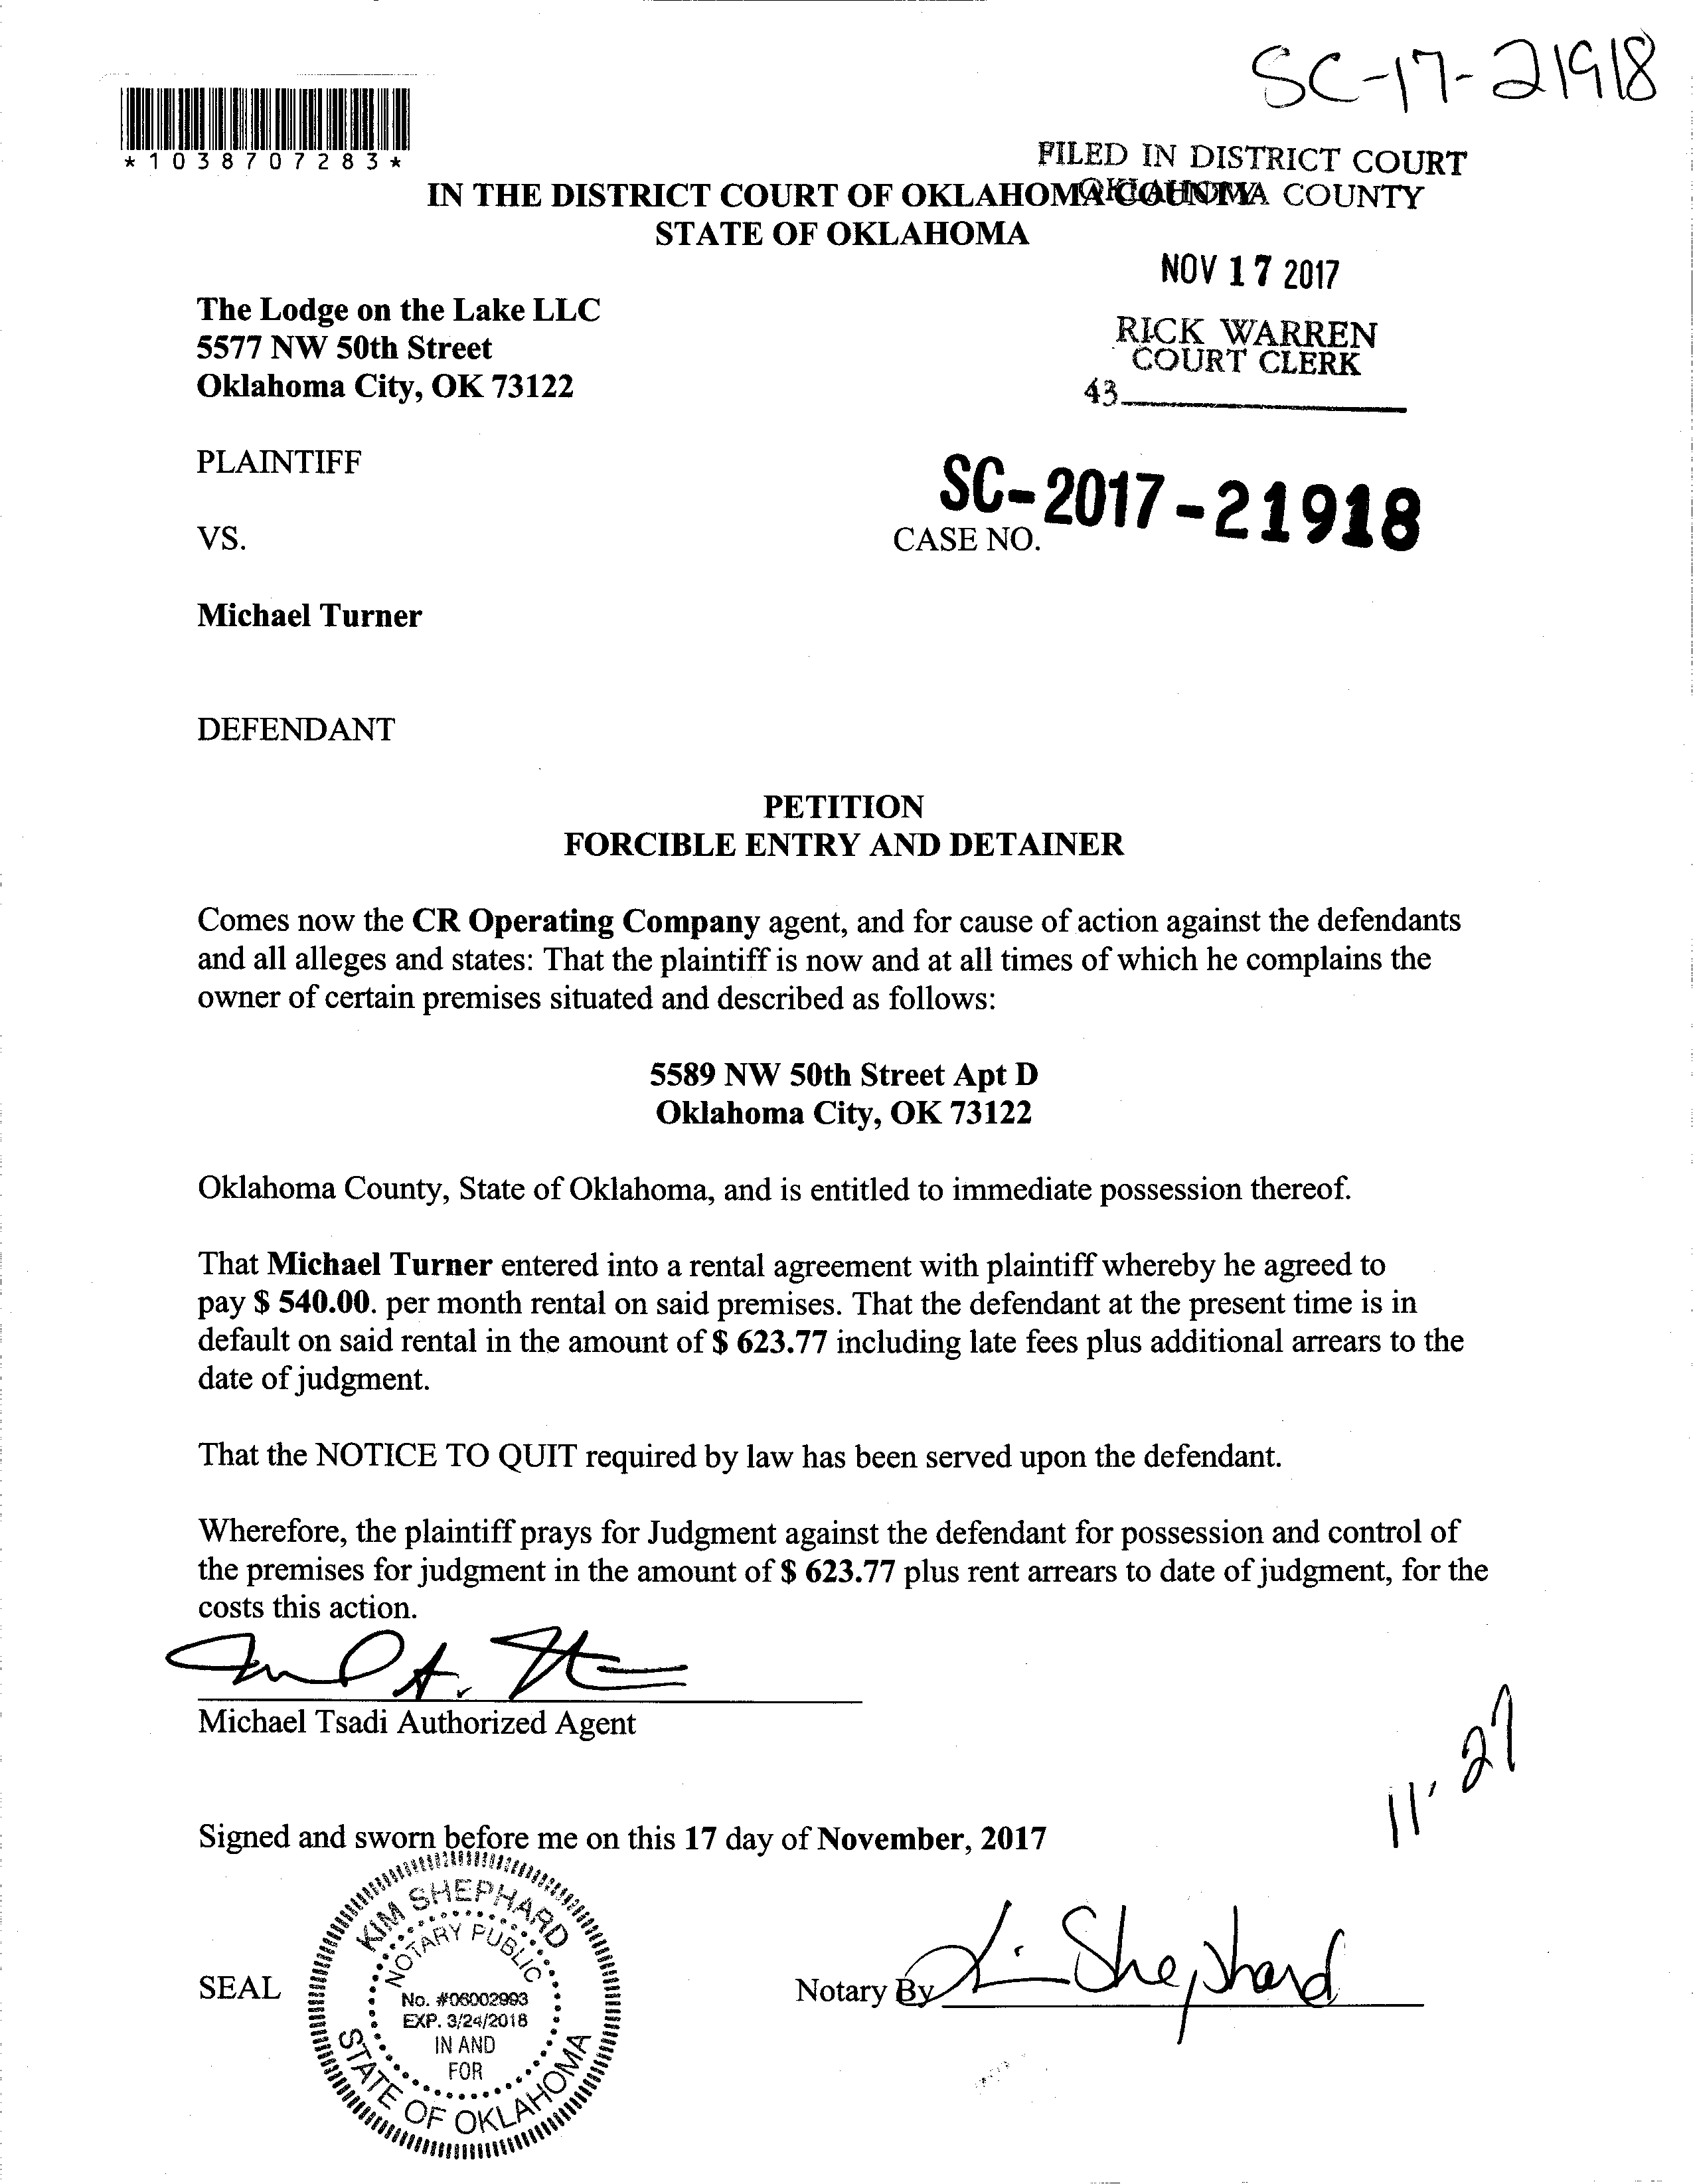 SC-17-21918
*1038707283*
FILED IN DISTRICT COURT
OKLAHOMA COUNTY
IN THE DISTRICT COURT OF OKLAHOMA COUNTY
STATE OF OKLAHOMA
NOV 17 2017
The Lodge on the Lake LLC
5577 NW 50th Street
Oklahoma City, OK 73122
RICK WARREN
COURT CLERK
43
PLAINTIFF
SC-2017-21918
VS.
CASE NO.
Michael Turner
DEFENDANT
PETITION
FORCIBLE ENTRY AND DETAINER
Comes now the CR Operating Company agent, and for cause of action against the defendants
and all alleges and states: That the plaintiff is now and at all times of which he complains the
owner of certain premises situated and described as follows:
5589 NW 50th Street Apt D
Oklahoma City, OK 73122
Oklahoma County, State of Oklahoma, and is entitled to immediate possession thereof.
That Michael Turner entered into a rental agreement with plaintiff whereby he agreed to
pay $ 540.00. per month rental on said premises. That the defendant at the present time is in
default on said rental in the amount of $ 623.77 including late fees plus additional arrears to the
date of judgment.
That the NOTICE TO QUIT required by law has been served upon the defendant.
Wherefore, the plaintiff prays for Judgment against the defendant for possession and control of
the premises for judgment in the amount of $ 623.77 plus rent arrears to date of judgment, for the
costs this action.
Michael Tsadi Authorized Agent
11.27
Signed and sworn before me on this 17 day of November, 2017
KIM SHEPHARD
NOTARY PUBLIC
No. #06002993
EXP. 3/24/2018
IN AND
FOR
STATE OF OKLAHOMA
SEAL
Notary By Shephard